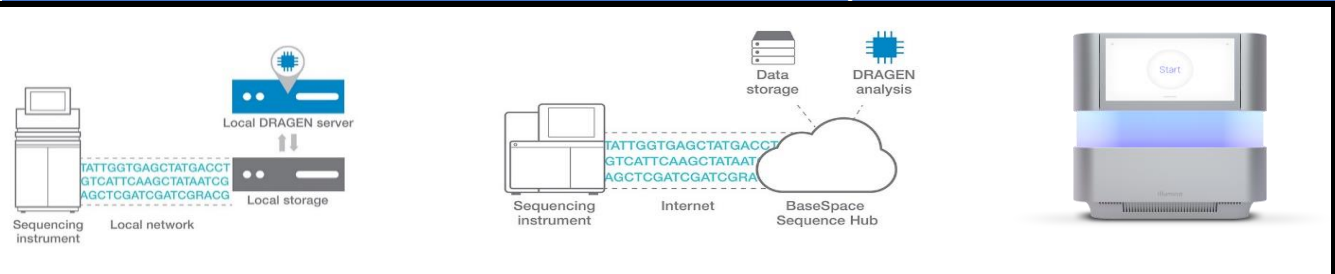 Local DRAGEN server
TATTGGTGAGCTATGACCT
GTCATTCAAGCTATAATCG
AGCTCGATCGATCGRACG
Local storage
Sequencing
instrument
Local network
Data
storage
DRAGEN
analysis
TATTGGTGAGCTATGACCT
GTCATTCAAGCTATAAT
AGCTCGATCGATCGRA
Sequencing
instrument
Internet
BaseSpace
Sequence Hub
Start
illumina